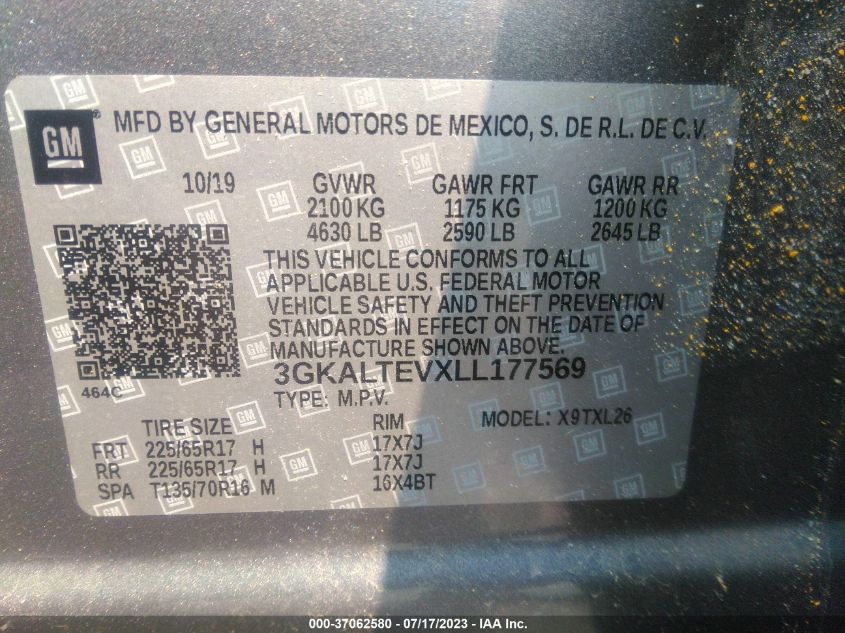 GM ® MFD BY GENERAL MOTORS DE MEXICO, S. DE R.L. DE C.V.
10/19 GVWR GAWR FRT GAWR RR
2100 KG 1175 KG 1200 KG
4630 LB 2590 LB 2645 LB
THIS VEHICLE CONFORMS TO ALL
APPLICABLE U.S. FEDERAL MOTOR
VEHICLE SAFETY AND THEFT PREVENTION
STANDARDS IN EFFECT ON THE DATE OF
MANUFACTURE SHOWN ABOVE.
464C 3GKALTEVXLL177569
TYPE: M.P.V. MODEL: X9TXL26
TIRE SIZE RIM
FRT 225/65R17 H 17X7J
RR 225/65R17 H 17X7J
SPA T135/70R16 M 16X4BT
000-37062580 - 07/17/2023 - IAA Inc.